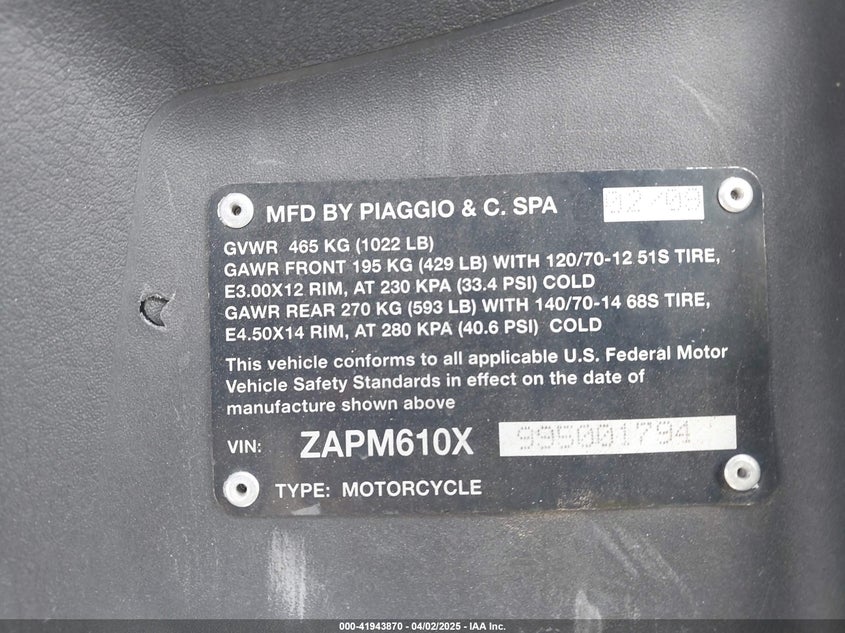 MFD BY PIAGGIO & C. SPA 12/08
GVWR 465 KG (1022 LB)
GAWR FRONT 195 KG (429 LB) WITH 120/70-12 51S TIRE,
E3.00X12 RIM, AT 230 KPA (33.4 PSI) COLD
GAWR REAR 270 KG (593 LB) WITH 140/70-14 68S TIRE,
E4.50X14 RIM, AT 280 KPA (40.6 PSI) COLD
This vehicle conforms to all applicable U.S. Federal Motor
Vehicle Safety Standards in effect on the date of
manufacture shown above
VIN: ZAPM610X 995001794
TYPE: MOTORCYCLE
000-41943870 - 04/02/2025 - IAA Inc.